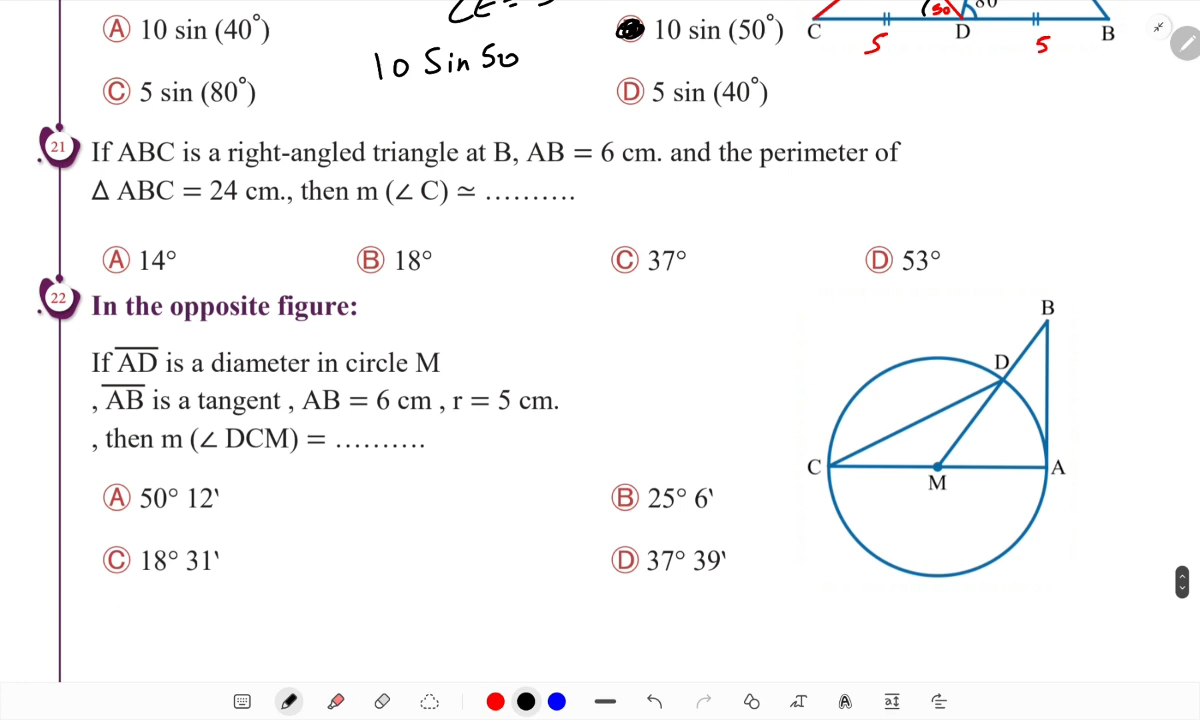 Ⓐ 10 sin (40°)
10 sin (50°)
10 Sin 50
C
D
B
5
5
50
80
Ⓒ 5 sin (80°)
Ⓓ 5 sin (40°)
21 If ABC is a right-angled triangle at B, AB = 6 cm. and the perimeter of
Δ ABC = 24 cm., then m (∠ C) ≃ ..........
Ⓐ 14°
Ⓑ 18°
Ⓒ 37°
Ⓓ 53°
22 In the opposite figure:
If AD is a diameter in circle M
, AB is a tangent , AB = 6 cm , r = 5 cm.
, then m (∠ DCM) = ..........
Ⓐ 50° 12'
Ⓑ 25° 6'
Ⓒ 18° 31'
Ⓓ 37° 39'
B
D
C
M
A